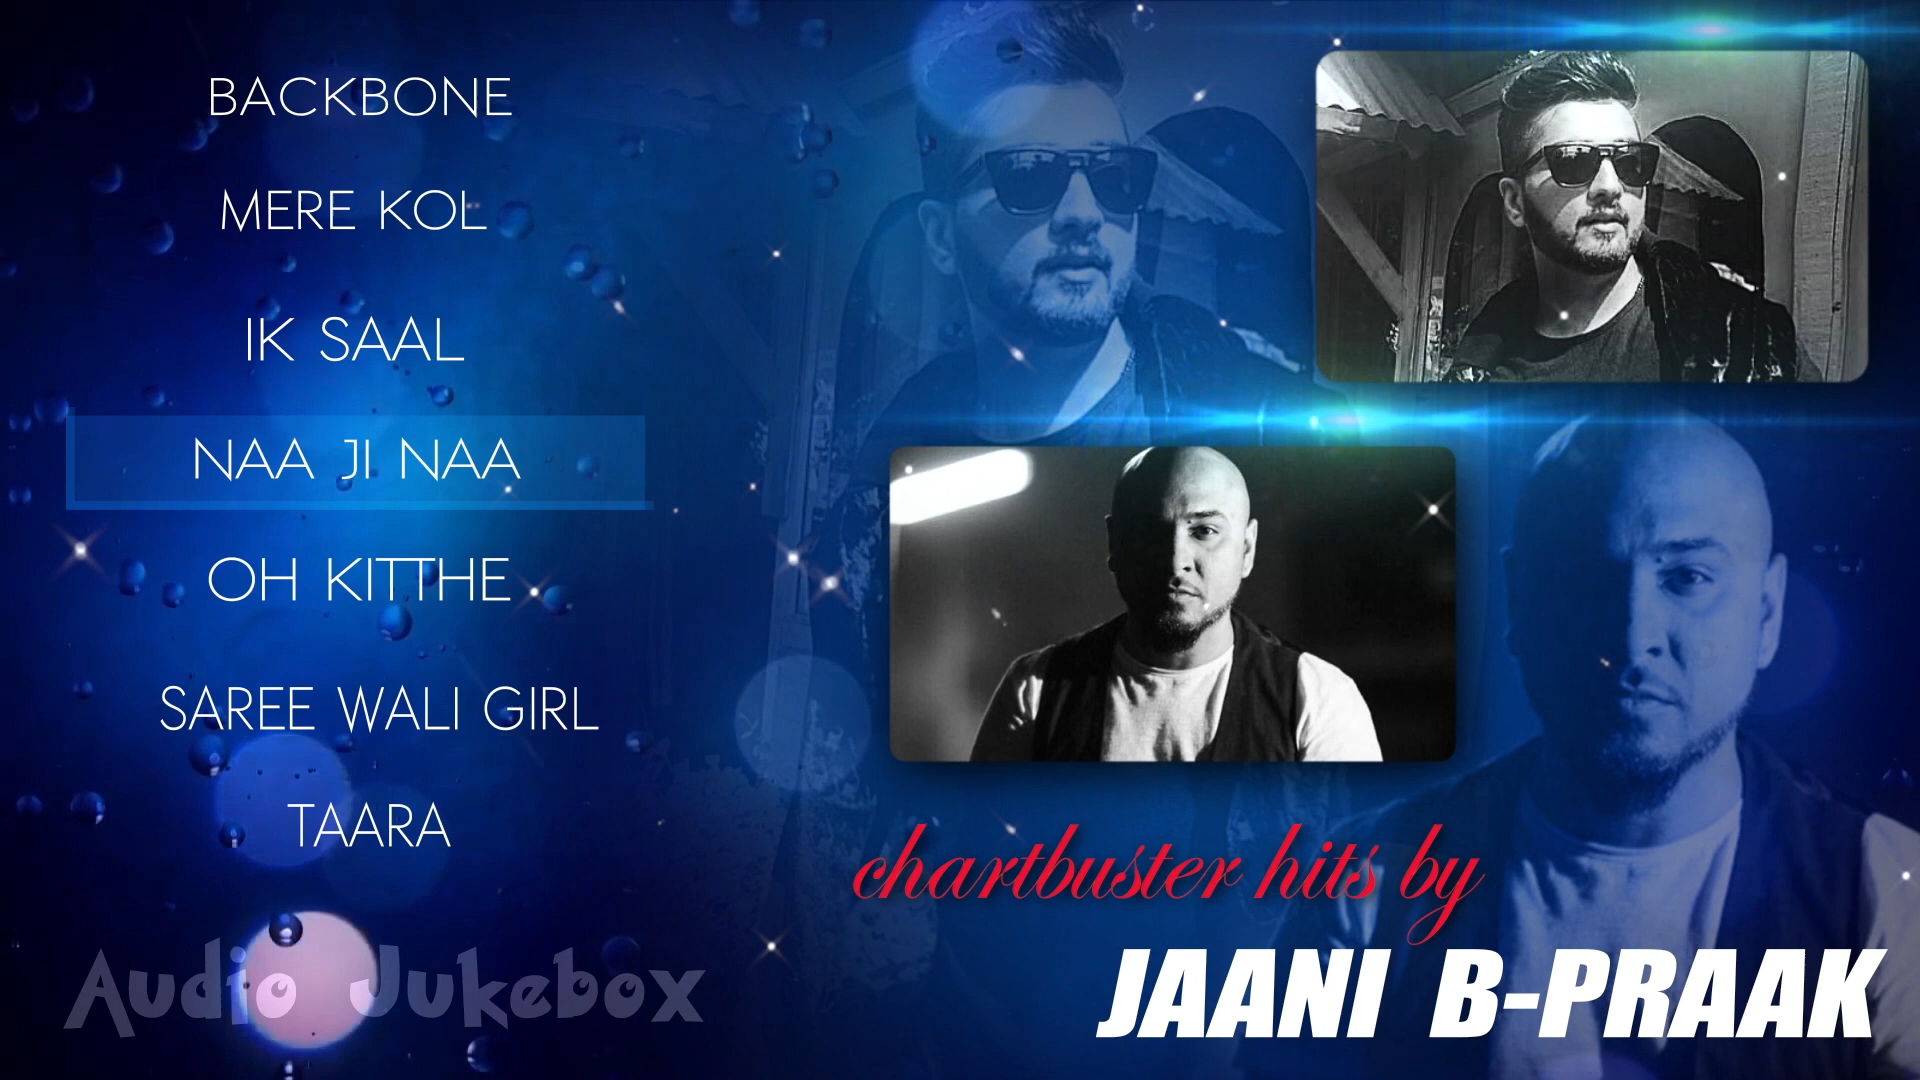 BACKBONE
MERE KOL
IK SAAL
NAA JI NAA
OH KITTHE
SAREE WALI GIRL
TAARA
Audio Jukebox
chartbuster hits by
JAANI B-PRAAK